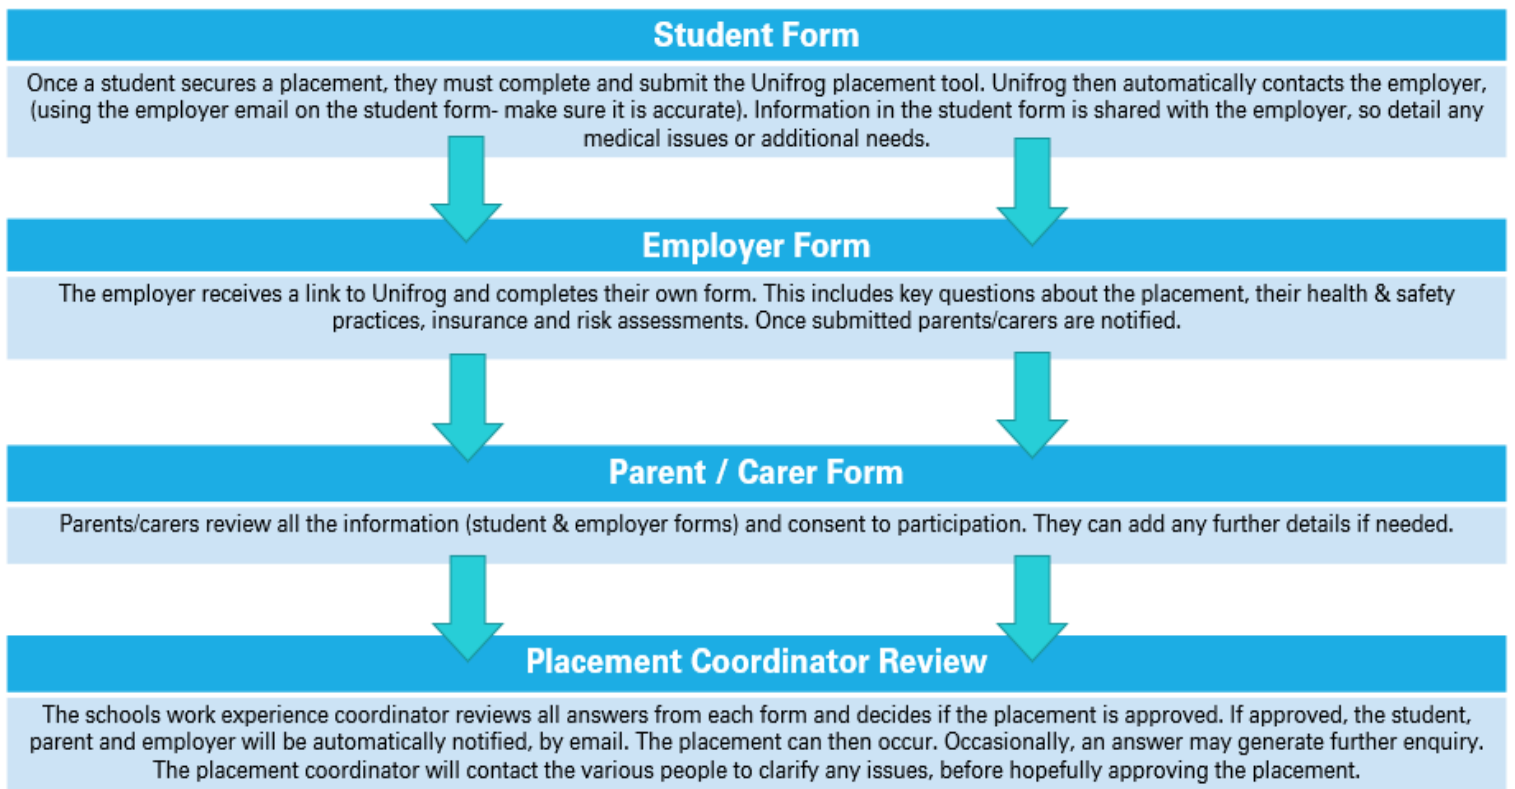 Student Form
Once a student secures a placement, they must complete and submit the Unifrog placement tool. Unifrog then automatically contacts the employer,
(using the employer email on the student form- make sure it is accurate). Information in the student form is shared with the employer, so detail any
medical issues or additional needs.
Employer Form
The employer receives a link to Unifrog and completes their own form. This includes key questions about the placement, their health & safety
practices, insurance and risk assessments. Once submitted parents/carers are notified.
Parent / Carer Form
Parents/carers review all the information (student & employer forms) and consent to participation. They can add any further details if needed.
Placement Coordinator Review
The schools work experience coordinator reviews all answers from each form and decides if the placement is approved. If approved, the student,
parent and employer will be automatically notified, by email. The placement can then occur. Occasionally, an answer may generate further enquiry.
The placement coordinator will contact the various people to clarify any issues, before hopefully approving the placement.